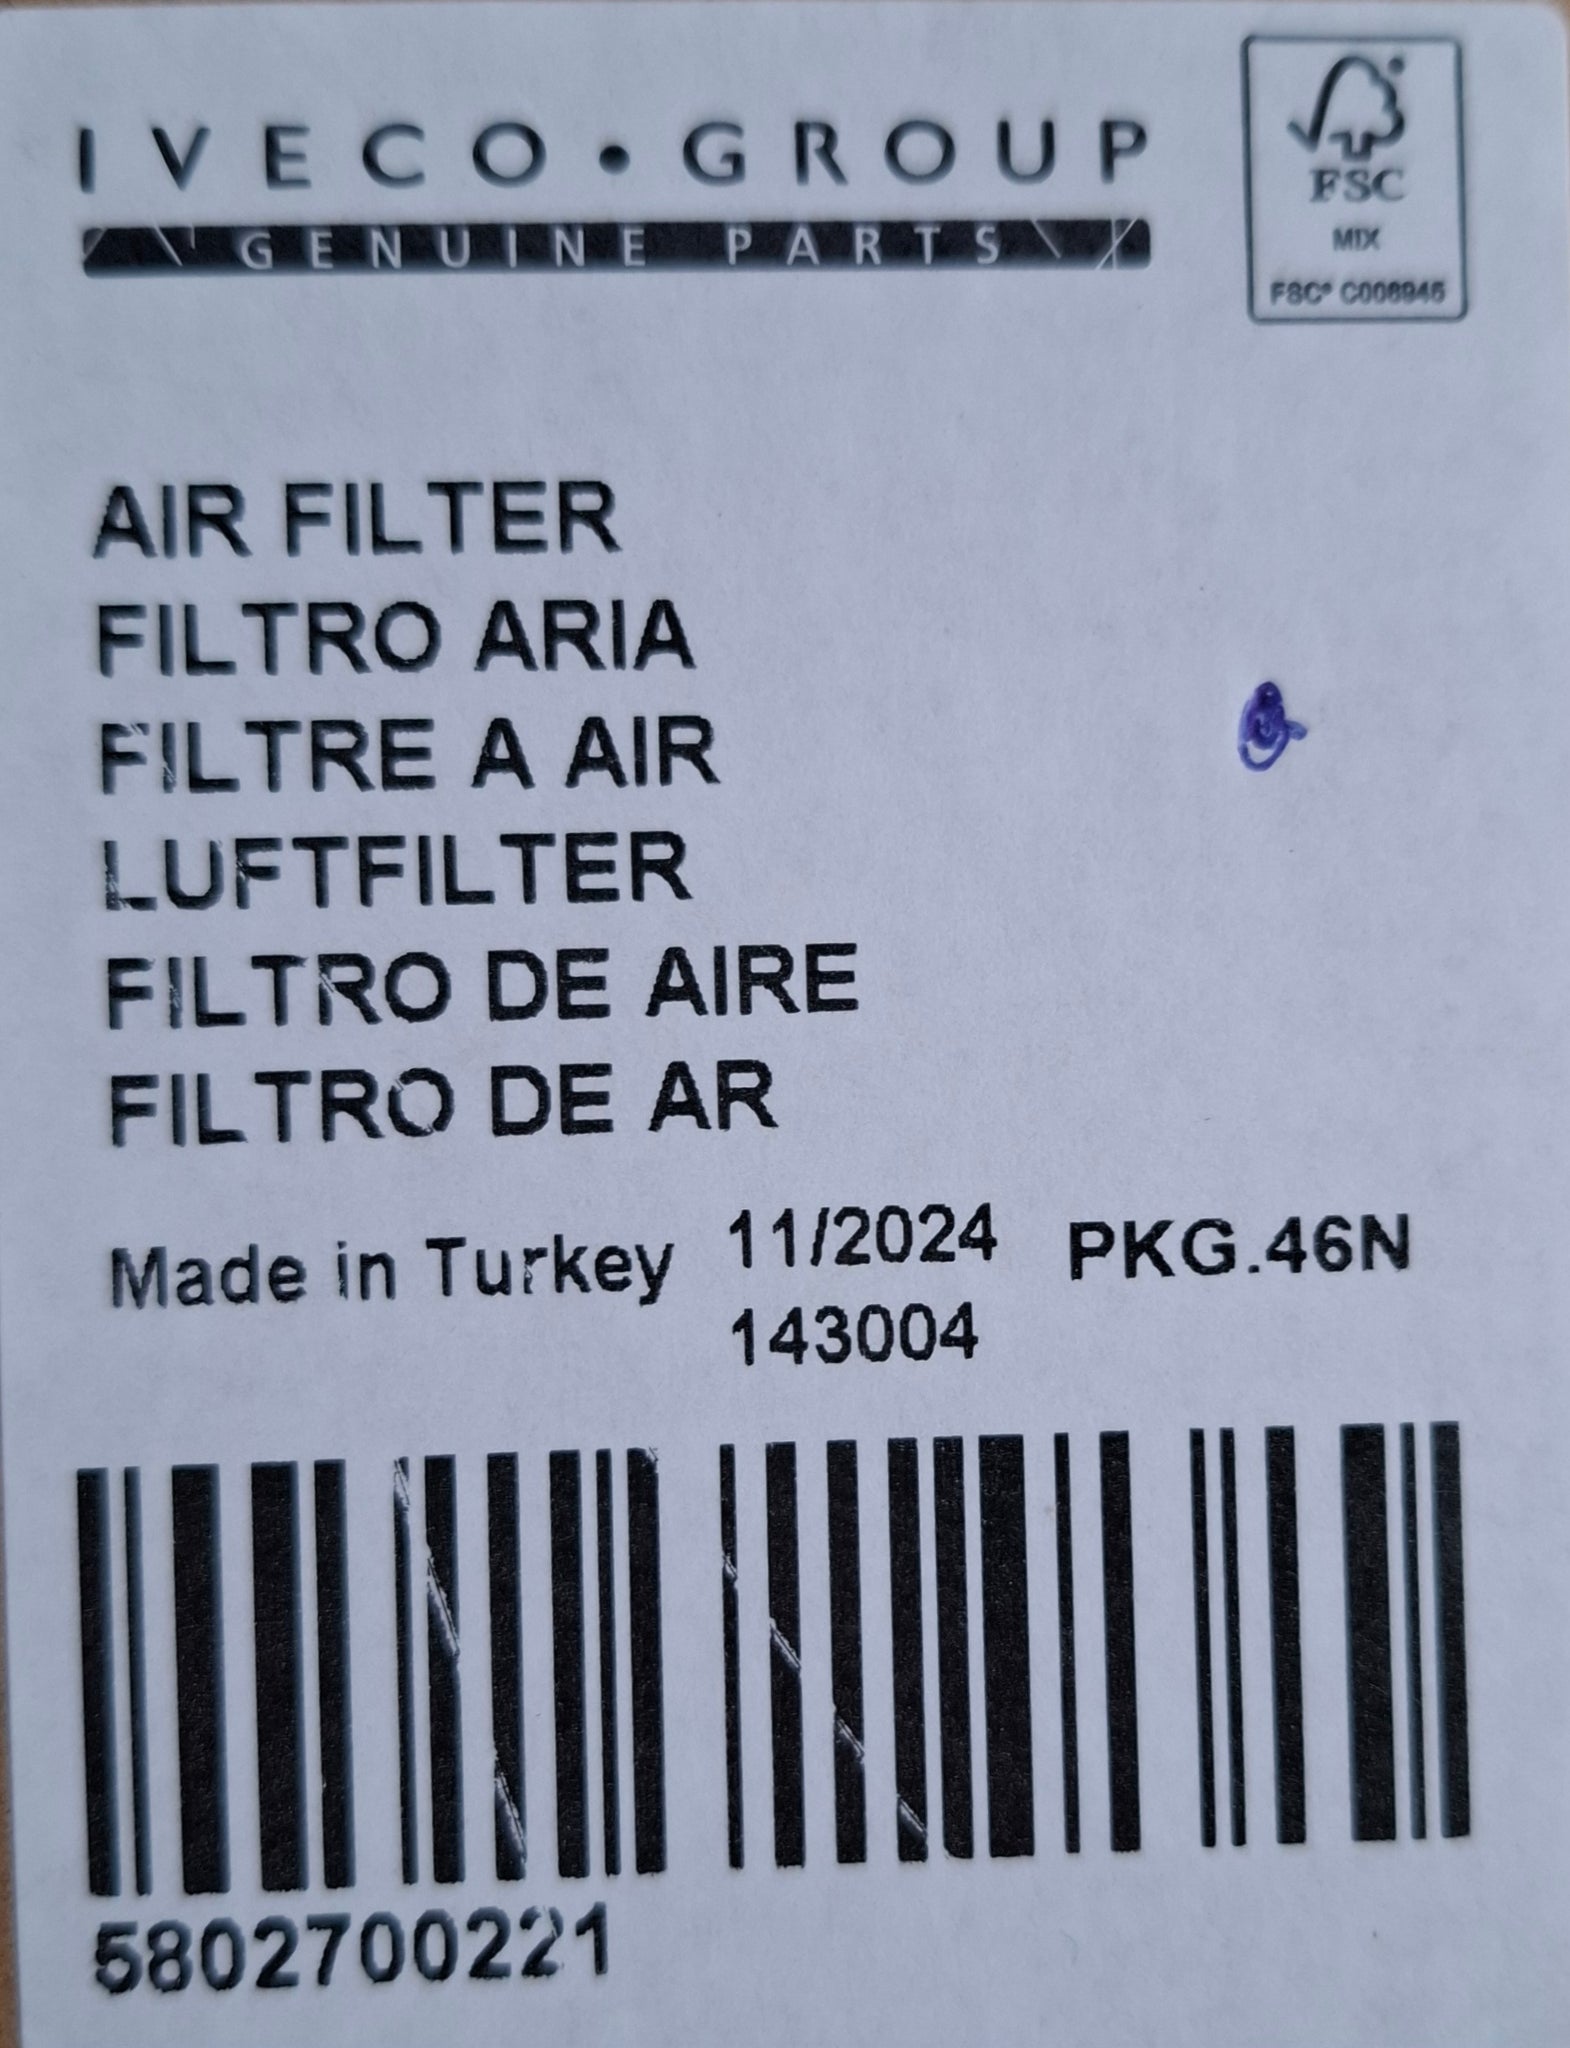 IVECO • GROUP
GENUINE PARTS
FSC
MIX
FSC® C006945
AIR FILTER
FILTRO ARIA
FILTRE A AIR
LUFTFILTER
FILTRO DE AIRE
FILTRO DE AR
Made in Turkey 11/2024 PKG.46N
143004
5802700221